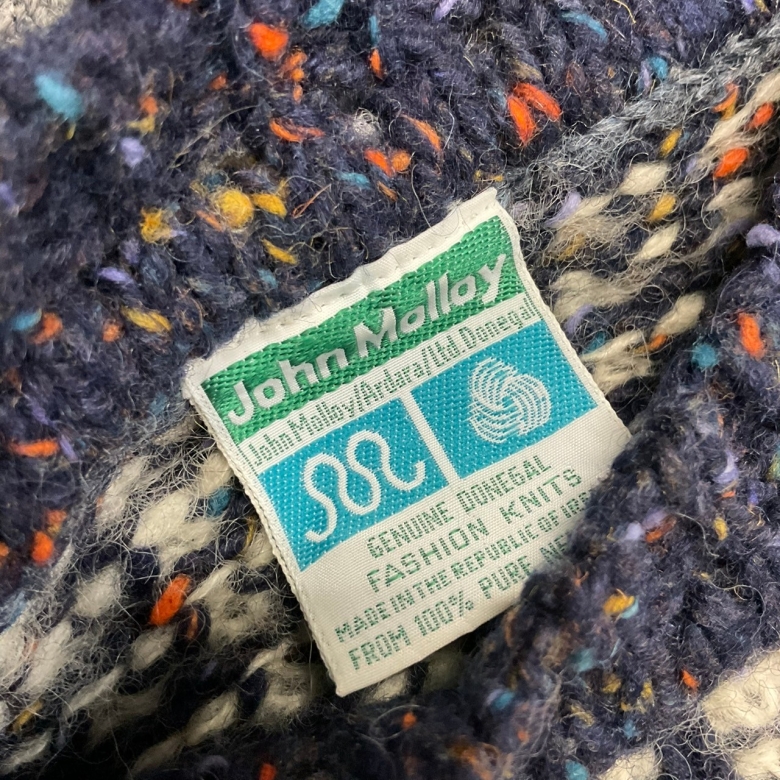 John Molloy
John Molloy/Ardara/Ltd. Donegal
GENUINE DONEGAL
FASHION KNITS
MADE IN THE REPUBLIC OF
FROM 100% PURE